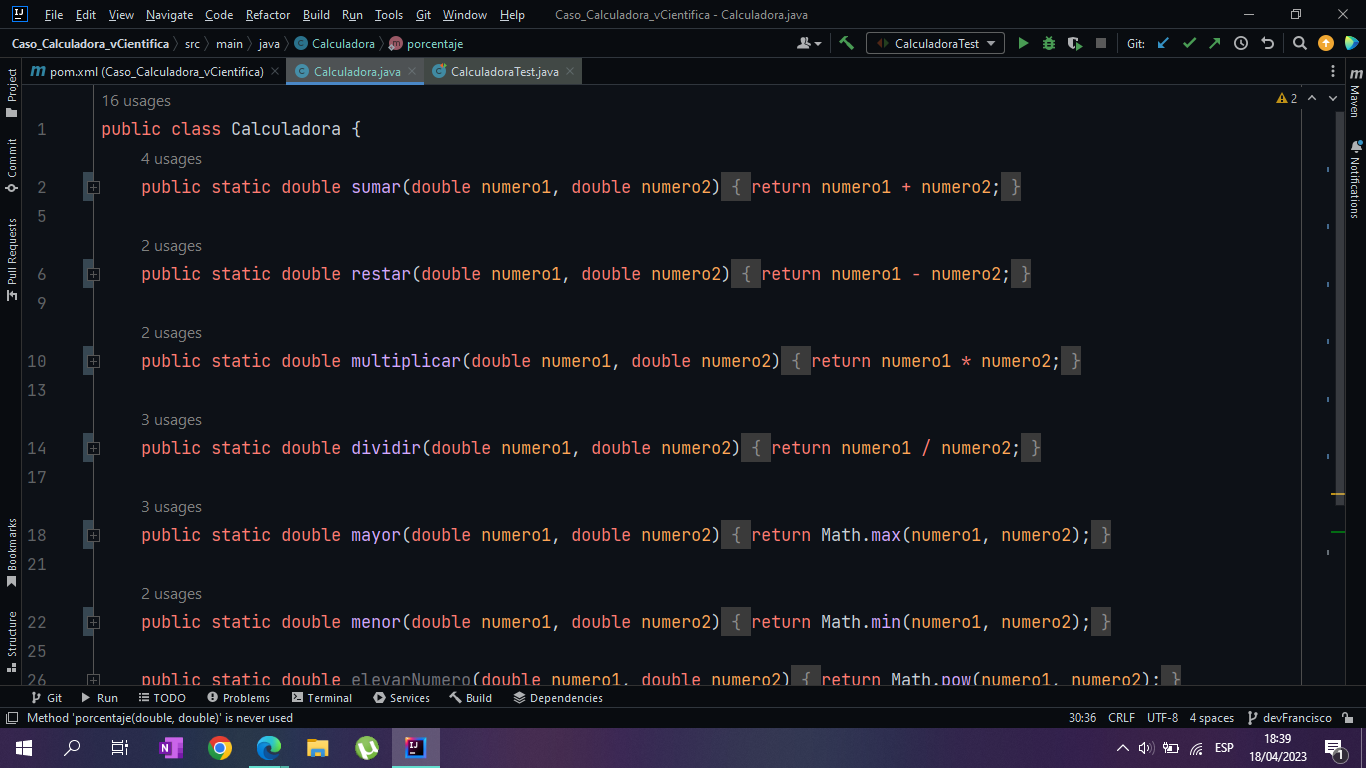 File Edit View Navigate Code Refactor Build Run Tools Git Window Help Caso_Calculadora_vCientifica - Calculadora.java
Caso_Calculadora_vCientifica src main java Calculadora porcentaje CalculadoraTest Git:
pom.xml (Caso_Calculadora_vCientifica) Calculadora.java CalculadoraTest.java
Project
Commit
Pull Requests
Bookmarks
Structure
16 usages
1 public class Calculadora {
4 usages
2 public static double sumar(double numero1, double numero2) { return numero1 + numero2; }
5
2 usages
6 public static double restar(double numero1, double numero2) { return numero1 - numero2; }
9
2 usages
10 public static double multiplicar(double numero1, double numero2) { return numero1 * numero2; }
13
3 usages
14 public static double dividir(double numero1, double numero2) { return numero1 / numero2; }
17
3 usages
18 public static double mayor(double numero1, double numero2) { return Math.max(numero1, numero2); }
21
2 usages
22 public static double menor(double numero1, double numero2) { return Math.min(numero1, numero2); }
25
26 public static double elevarNumero(double numero1, double numero2) { return Math.pow(numero1, numero2); }
2
Maven
Notifications
Git Run TODO Problems Terminal Services Build Dependencies
Method 'porcentaje(double, double)' is never used 30:36 CRLF UTF-8 4 spaces devFrancisco
ESP
18:39
18/04/2023
1